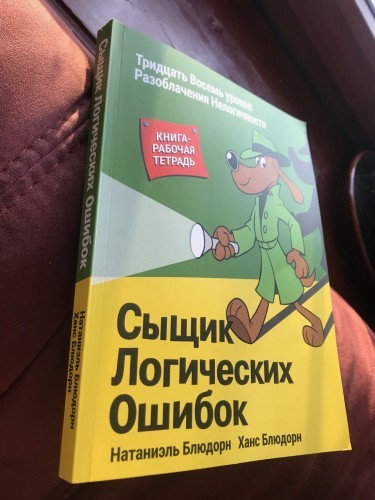 Тридцать Восемь уроков
Разоблачения Нелогичности
КНИГА-
РАБОЧАЯ
ТЕТРАДЬ
Сыщик
Логических
Ошибок
Натаниэль Блюдорн Ханс Блюдорн
Сыщик Логических Ошибок
Натаниэль Блюдорн
Ханс Блюдорн